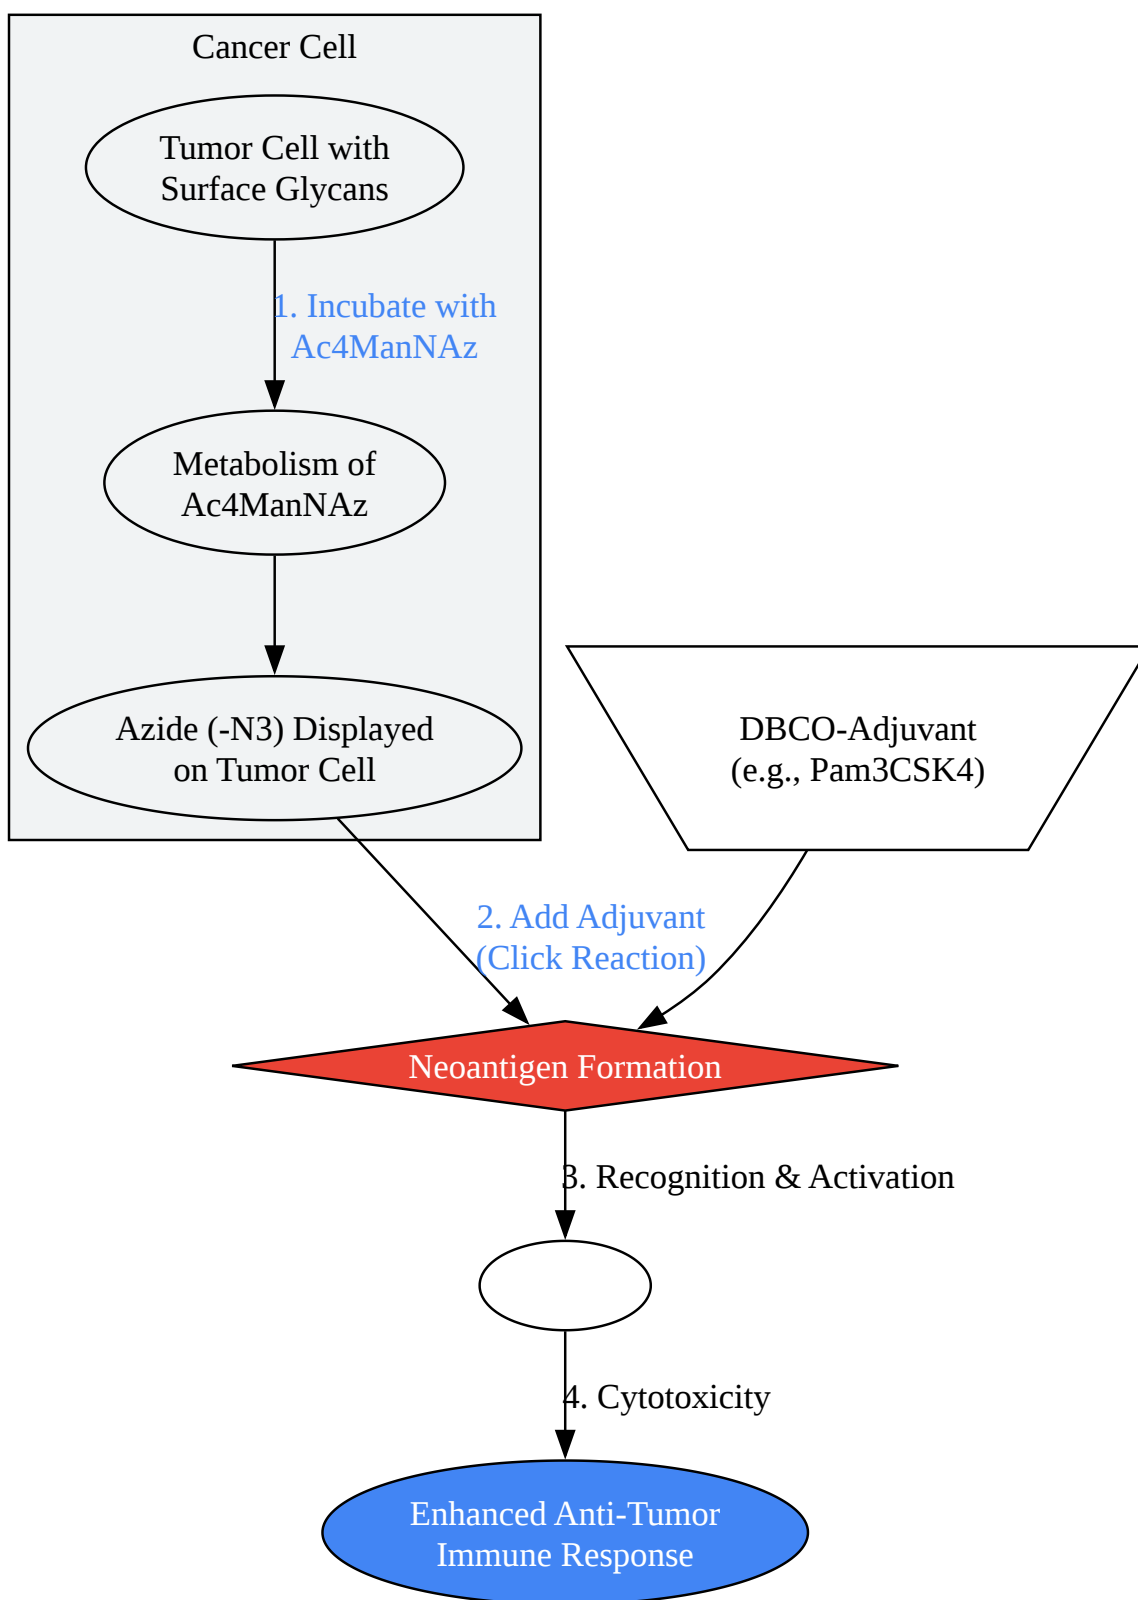 Cancer Cell
Tumor Cell with
Surface Glycans
1. Incubate with
Ac4ManNAz
Metabolism of
Ac4ManNAz
Azide (-N3) Displayed
on Tumor Cell
DBCO-Adjuvant
(e.g., Pam3CSK4)
2. Add Adjuvant
(Click Reaction)
Neoantigen Formation
3. Recognition & Activation
4. Cytotoxicity
Enhanced Anti-Tumor
Immune Response